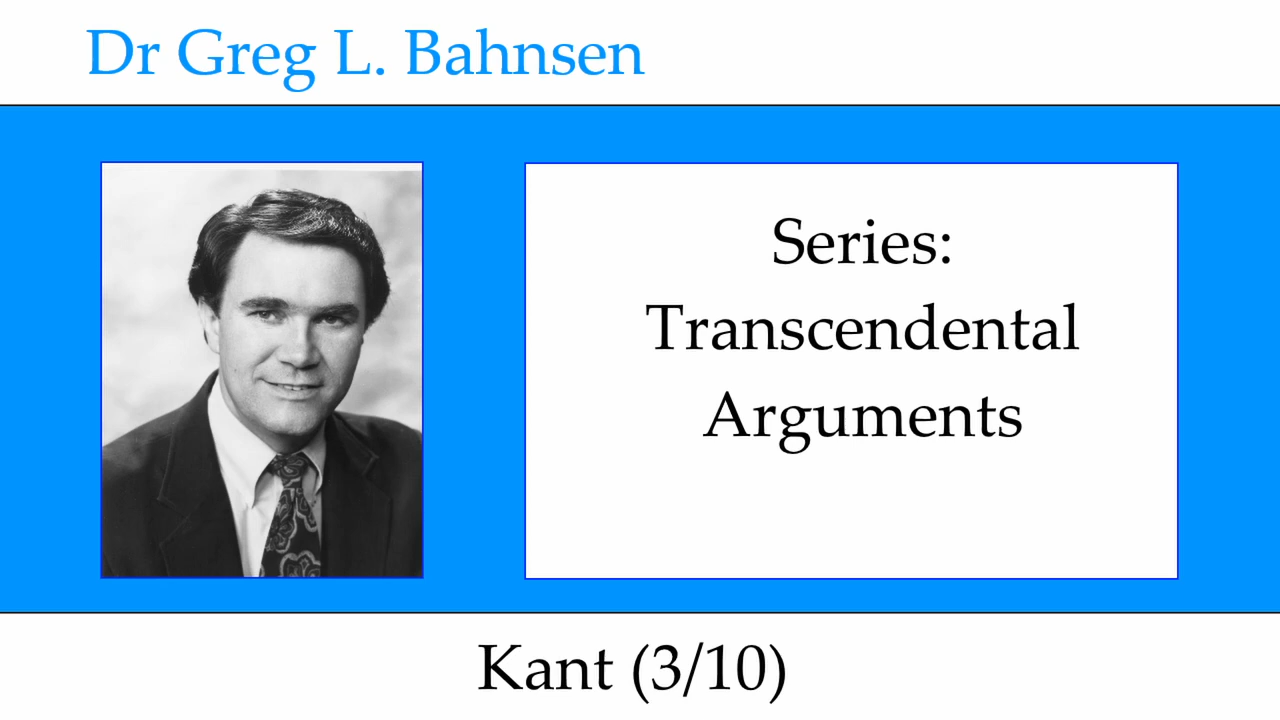 Dr Greg L. Bahnsen
Series:
Transcendental
Arguments
Kant (3/10)